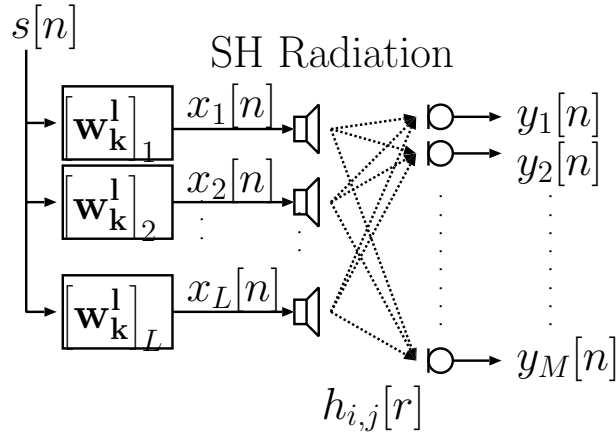 s[n]
SH Radiation
[w_k^l]_1
x_1[n]
y_1[n]
[w_k^l]_2
x_2[n]
y_2[n]
[w_k^l]_L
x_L[n]
y_M[n]
h_{i,j}[r]